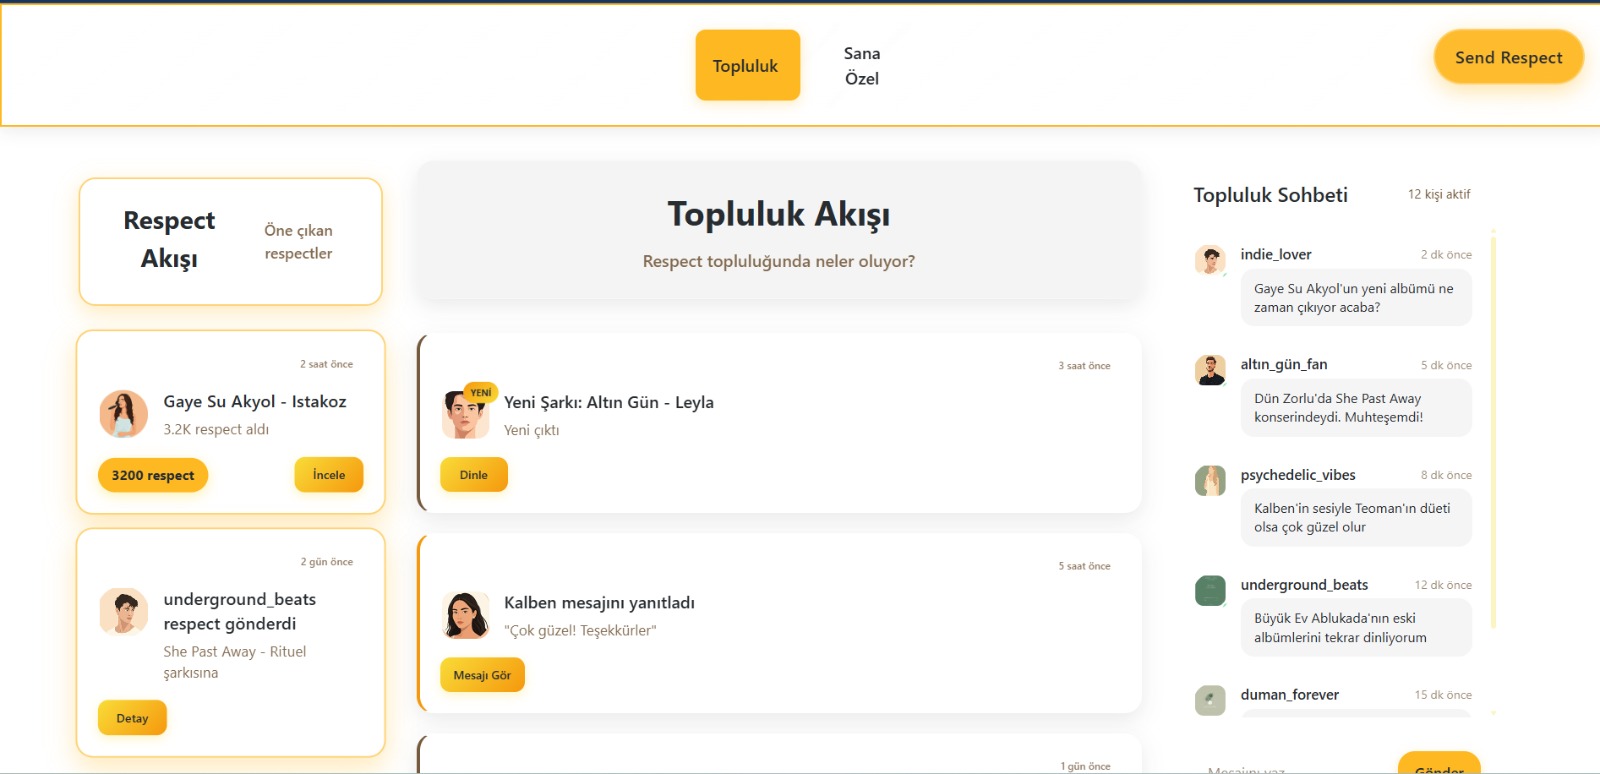 Topluluk
Sana
Özel
Send Respect
Respect
Akışı
Öne çıkan
respectler
2 saat önce
Gaye Su Akyol - Istakoz
3.2K respect aldı
3200 respect
İncele
2 gün önce
underground_beats
respect gönderdi
She Past Away - Rituel
şarkısına
Detay
Topluluk Akışı
Respect topluluğunda neler oluyor?
3 saat önce
YENİ
Yeni Şarkı: Altın Gün - Leyla
Yeni çıktı
Dinle
5 saat önce
Kalben mesajını yanıtladı
"Çok güzel! Teşekkürler"
Mesajı Gör
1 gün önce
Topluluk Sohbeti
12 kişi aktif
indie_lover
2 dk önce
Gaye Su Akyol'un yeni albümü ne
zaman çıkıyor acaba?
altın_gün_fan
5 dk önce
Dün Zorlu'da She Past Away
konserindeydi. Muhteşemdi!
psychedelic_vibes
8 dk önce
Kalben'in sesiyle Teoman'ın düeti
olsa çok güzel olur
underground_beats
12 dk önce
Büyük Ev Ablukada'nın eski
albümlerini tekrar dinliyorum
duman_forever
15 dk önce
Mesajını yaz
Gönder